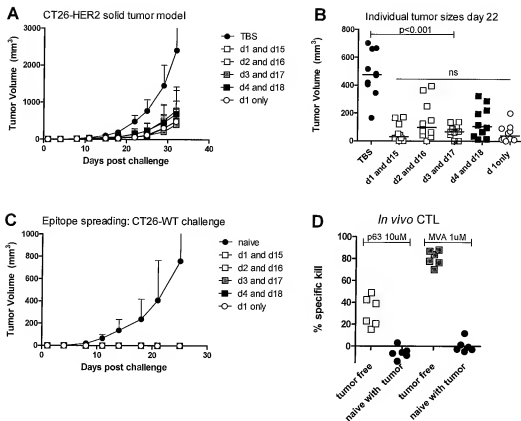 A
CT26-HER2 solid tumor model
Tumor Volume (mm³)
3000
2000
1000
0
0 10 20 30 40
Days post challenge
TBS
d1 and d15
d2 and d16
d3 and d17
d4 and d18
d1 only
B
Individual tumor sizes day 22
p<0.001
ns
Tumor Volume (mm³)
800
600
400
200
0
TBS
d1 and d15
d2 and d16
d3 and d17
d4 and d18
d 1only
C
Epitope spreading: CT26-WT challenge
Tumor Volume (mm³)
1000
800
600
400
200
0
0 10 20 30
Days post challenge
naive
d1 and d15
d2 and d16
d3 and d17
d4 and d18
d1 only
D
In vivo CTL
p63 10uM
MVA 1uM
% specific kill
100
80
60
40
20
0
tumor free
naive with tumor
tumor free
naive with tumor